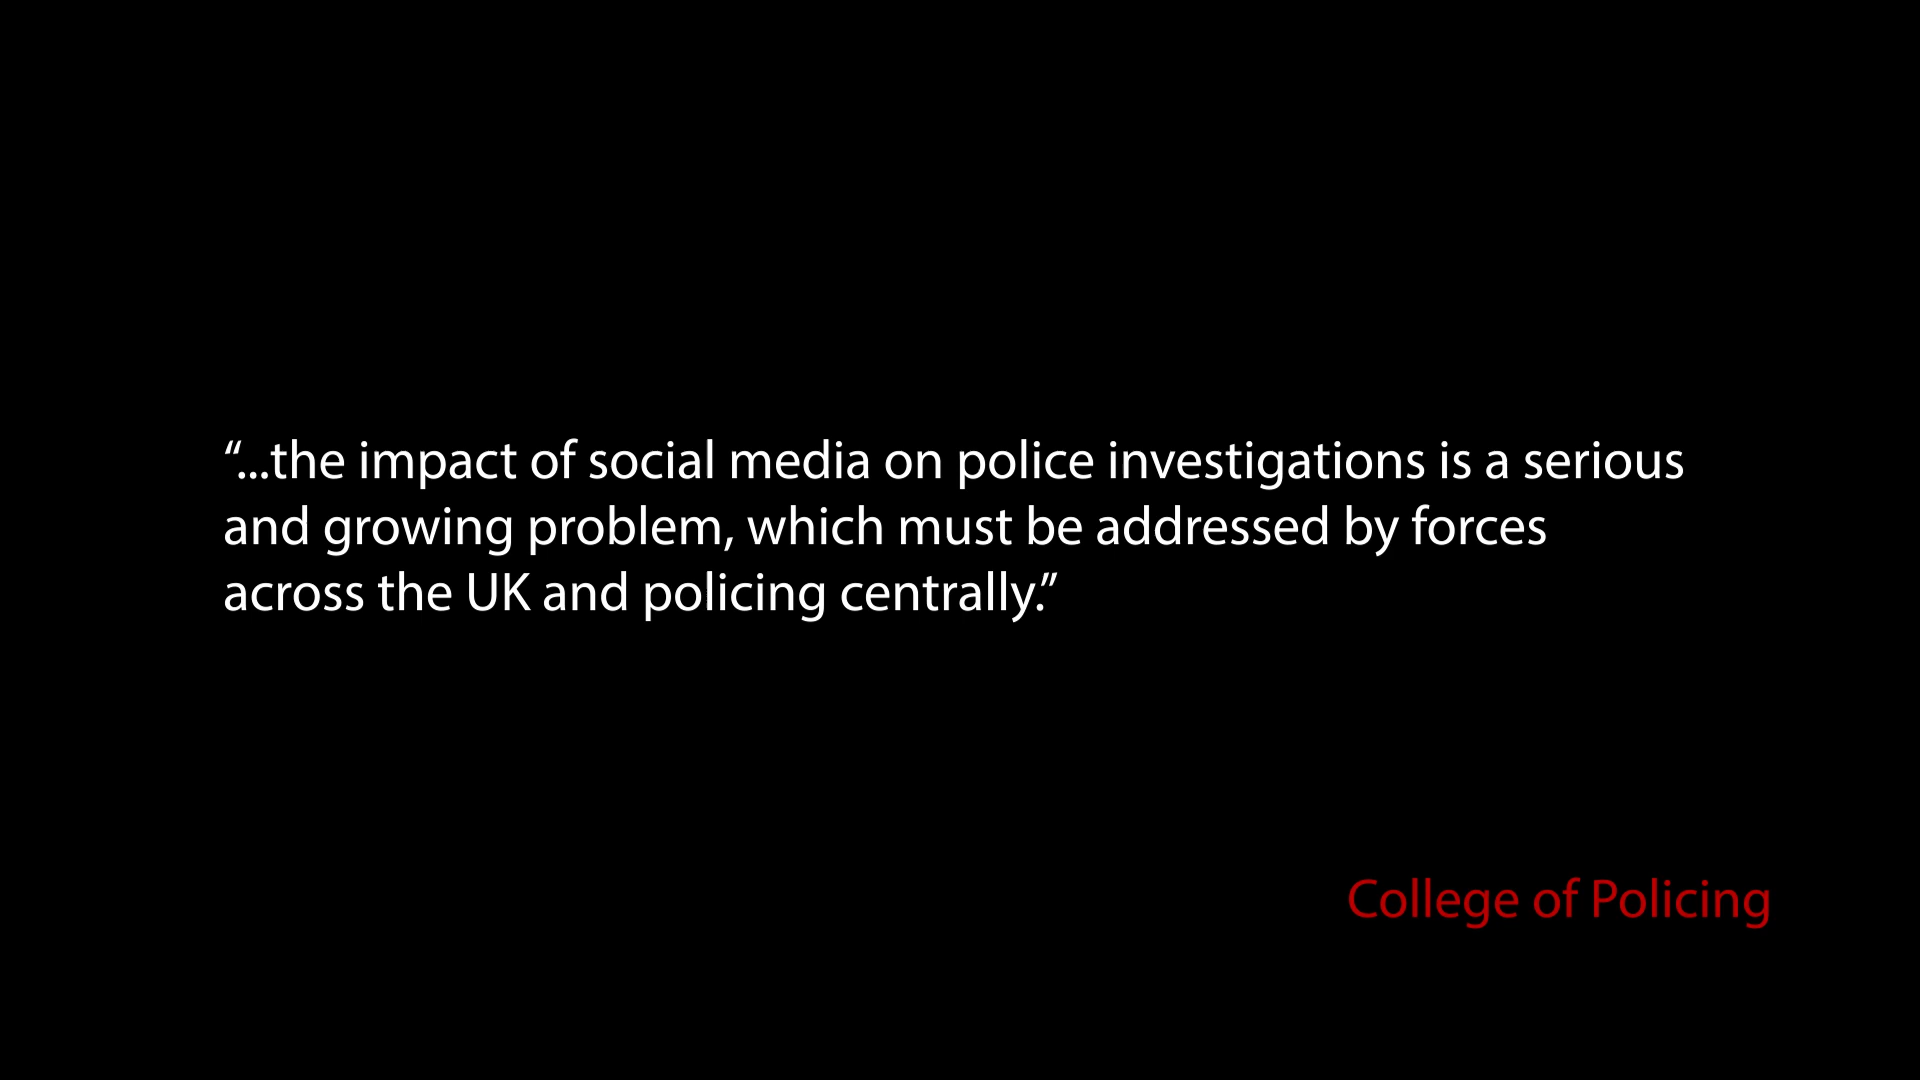 “...the impact of social media on police investigations is a serious
and growing problem, which must be addressed by forces
across the UK and policing centrally.”
College of Policing